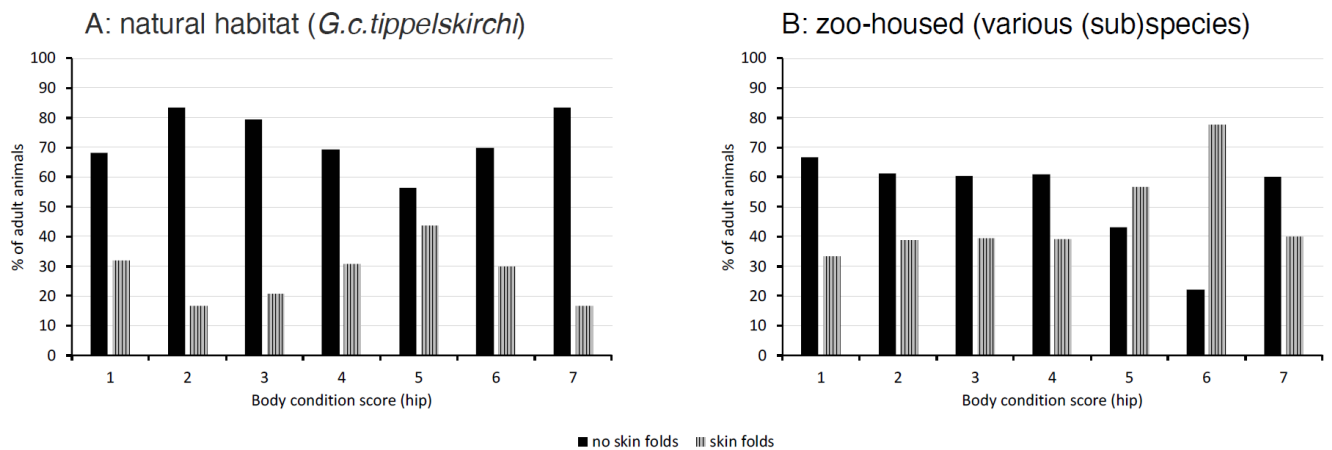 A: natural habitat (G.c.tippelskirchi)
100
90
80
70
60
50
40
30
20
10
0
% of adult animals
1 2 3 4 5 6 7
Body condition score (hip)
B: zoo-housed (various (sub)species)
100
90
80
70
60
50
40
30
20
10
0
% of adult animals
1 2 3 4 5 6 7
Body condition score (hip)
no skin folds skin folds